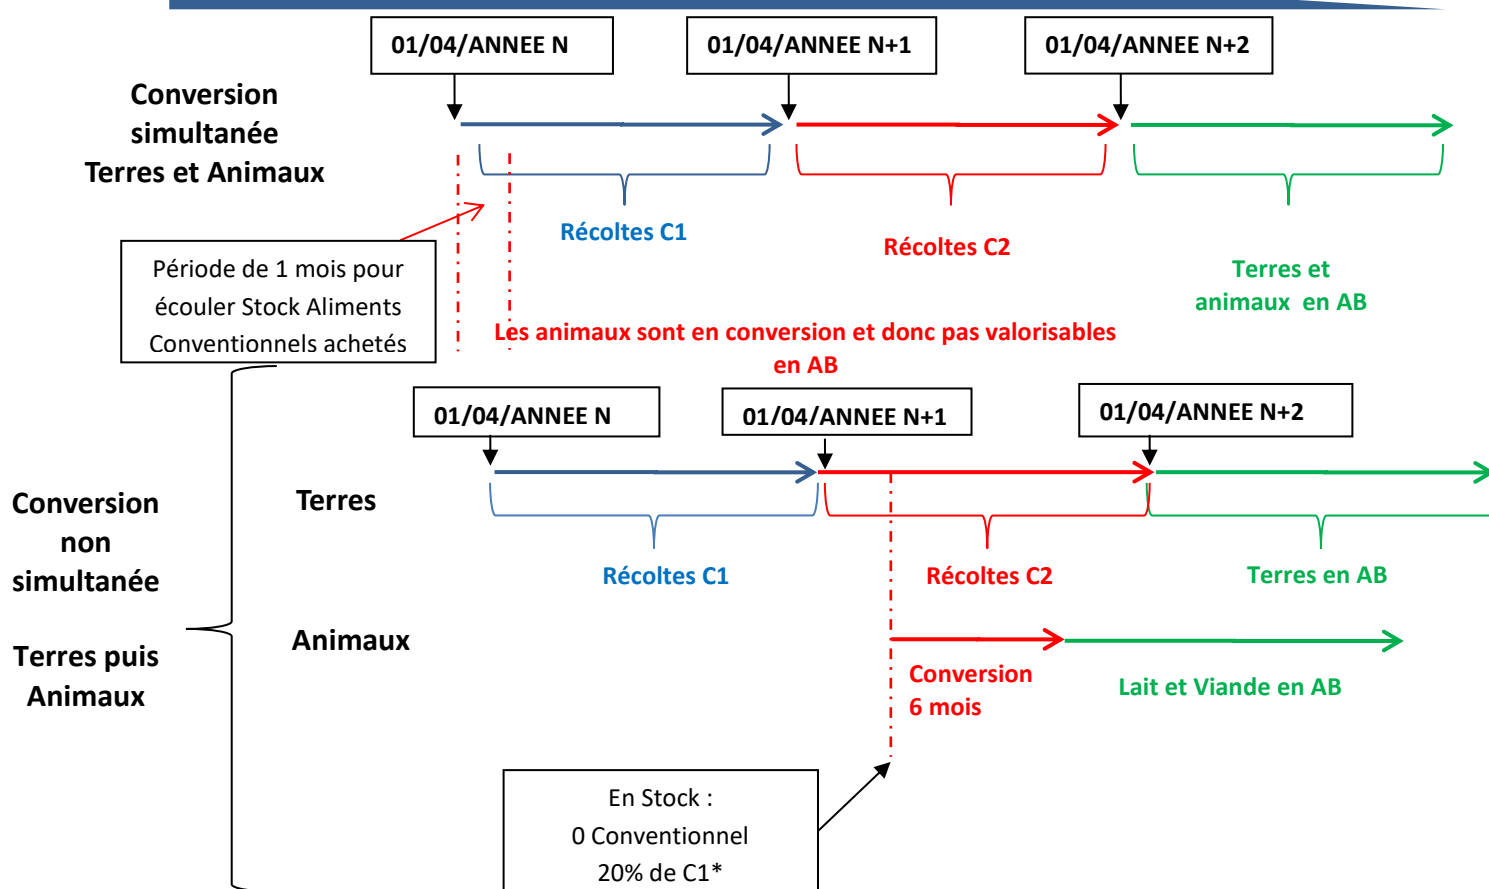 01/04/ANNEE N
01/04/ANNEE N+1
01/04/ANNEE N+2
Conversion
simultanée
Terres et Animaux
Récoltes C1
Récoltes C2
Terres et
animaux en AB
Période de 1 mois pour
écouler Stock Aliments
Conventionnels achetés
Les animaux sont en conversion et donc pas valorisables
en AB
01/04/ANNEE N
01/04/ANNEE N+1
01/04/ANNEE N+2
Conversion
non
simultanée
Terres puis
Animaux
Terres
Récoltes C1
Récoltes C2
Terres en AB
Animaux
Conversion
6 mois
Lait et Viande en AB
En Stock :
0 Conventionnel
20% de C1*